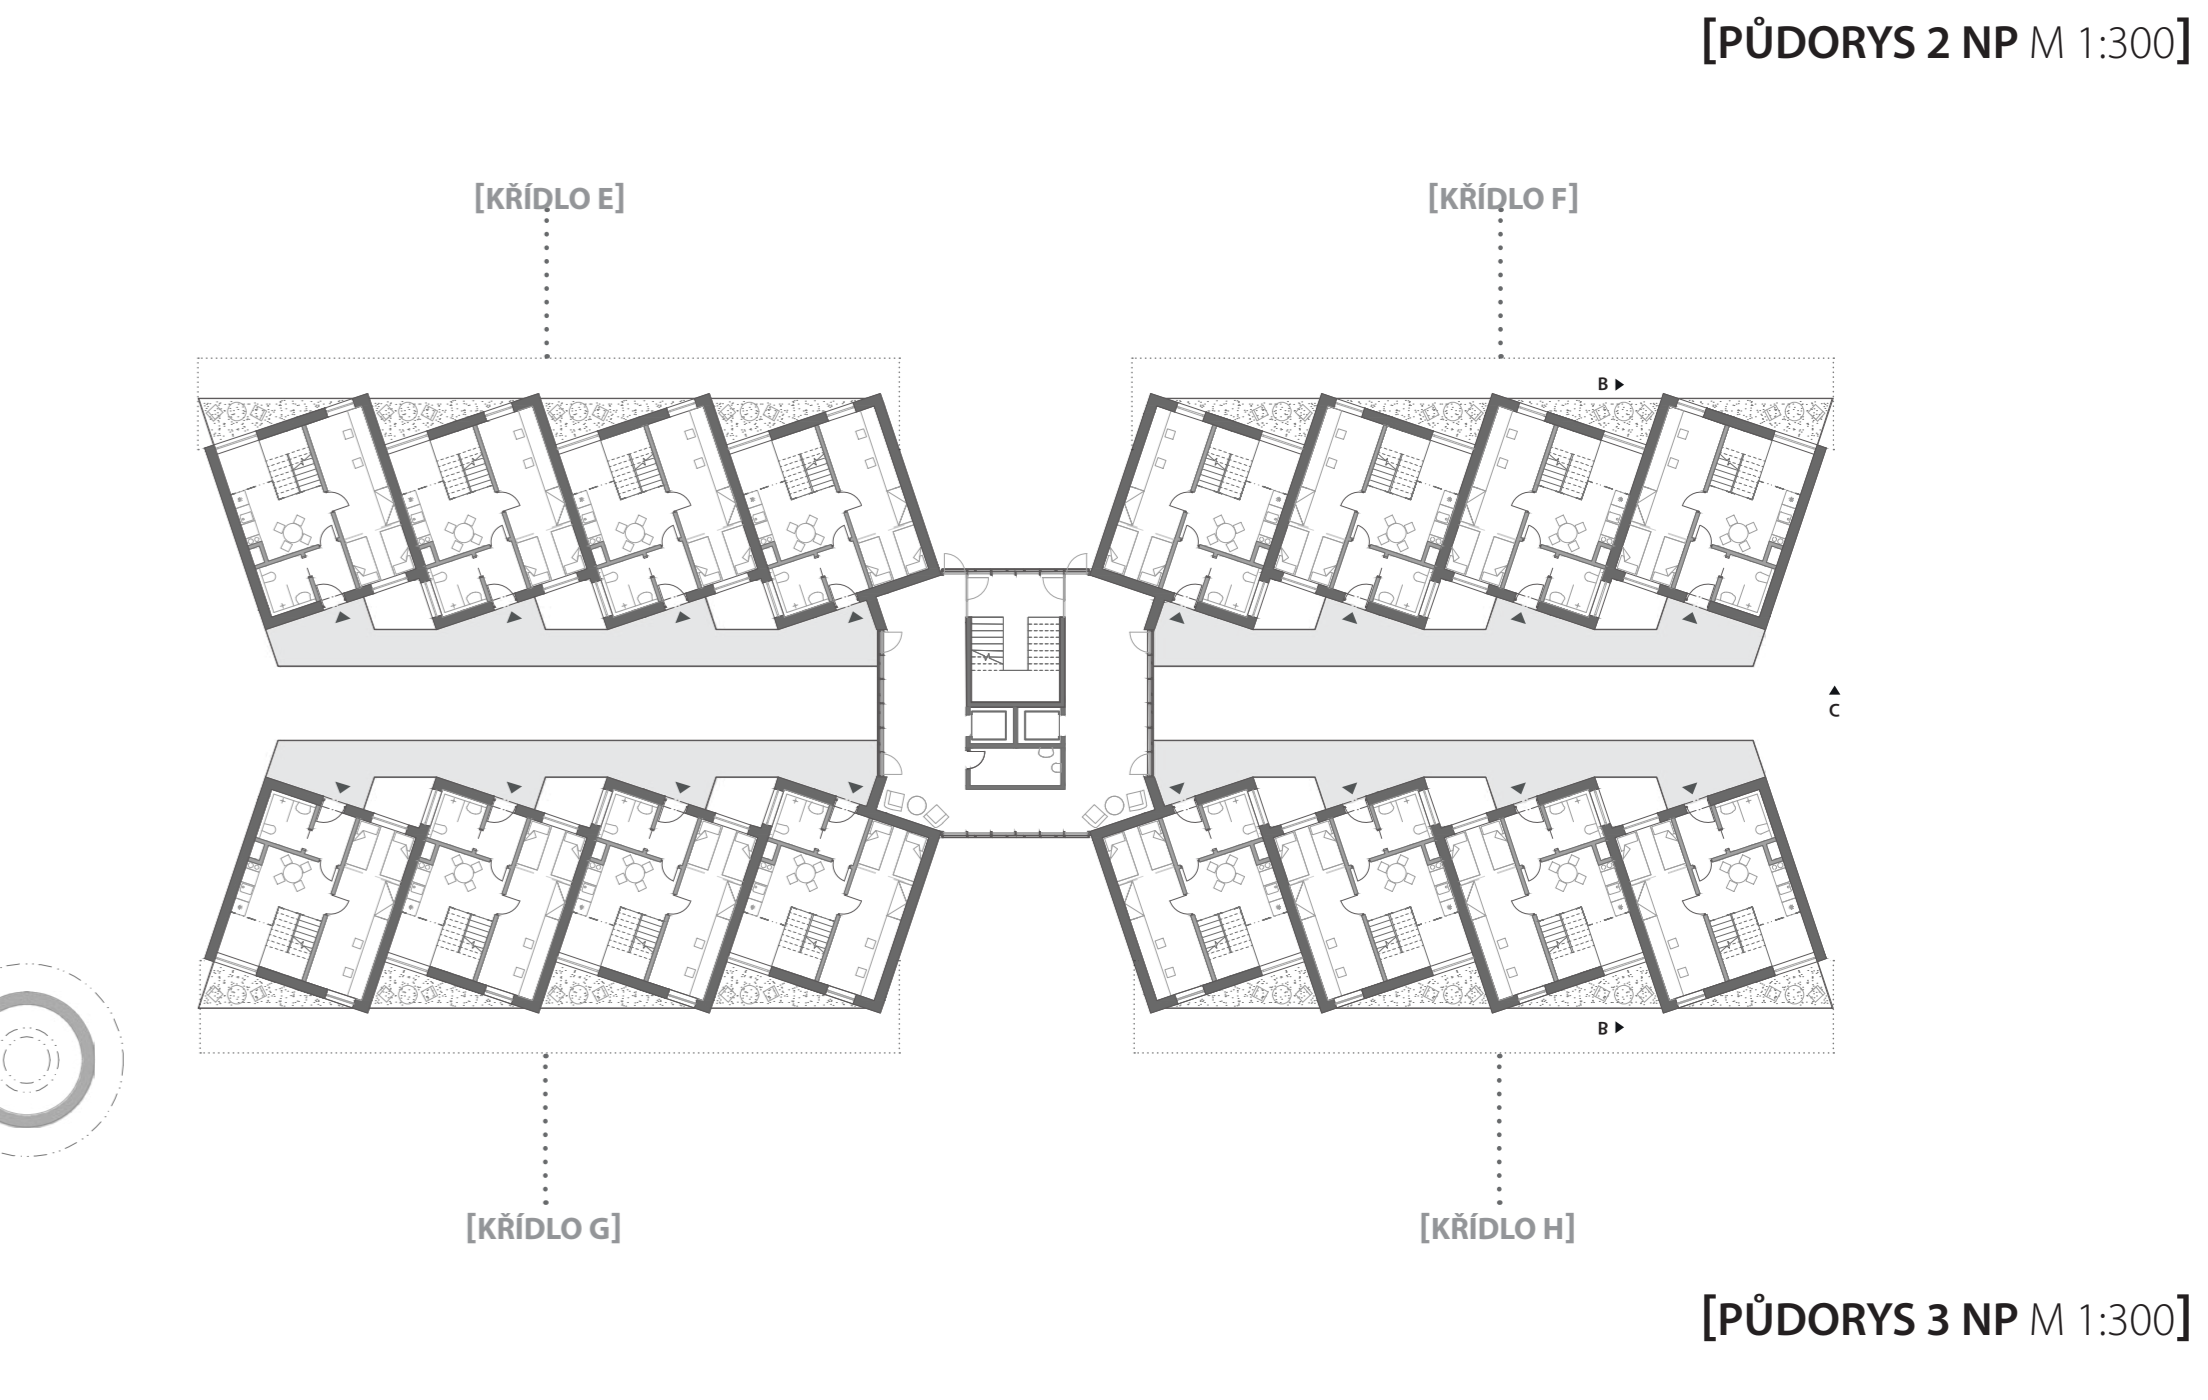 [PŮDORYS 2 NP M 1:300]
[KŘÍDLO E]
[KŘÍDLO F]
B
C
B
[KŘÍDLO G]
[KŘÍDLO H]
[PŮDORYS 3 NP M 1:300]